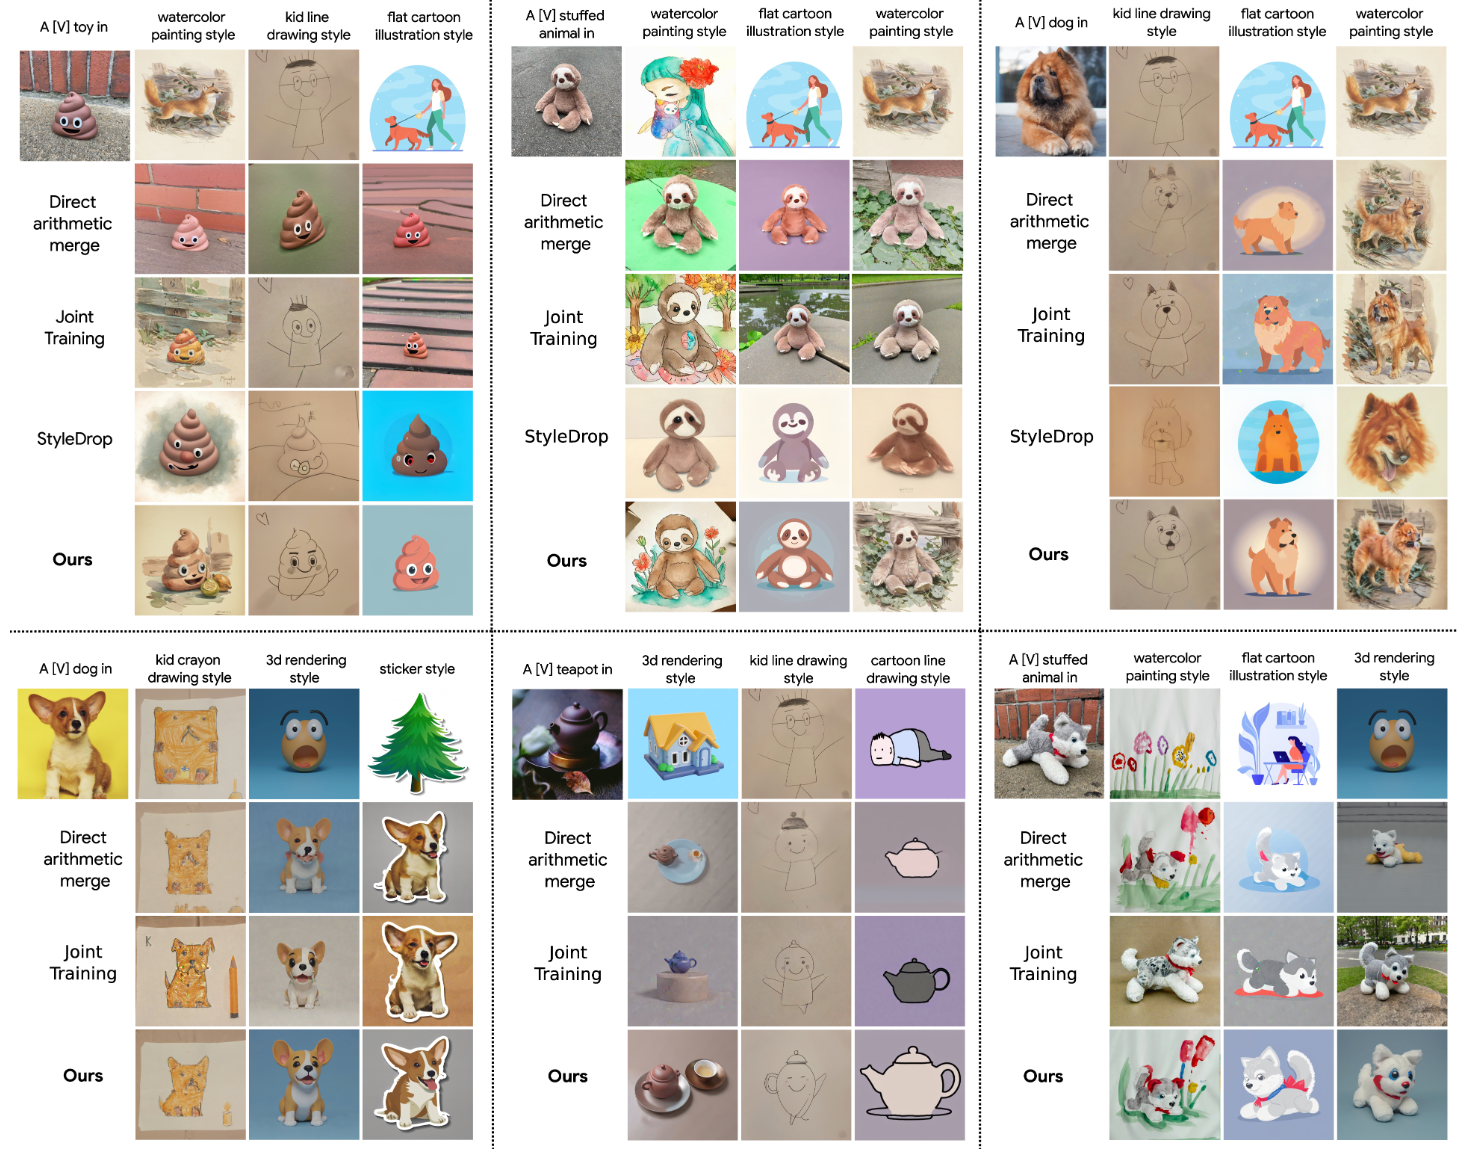 A [V] toy in
watercolor
painting style
kid line
drawing style
flat cartoon
illustration style
Direct
arithmetic
merge
Joint
Training
StyleDrop
Ours
A [V] stuffed
animal in
watercolor
painting style
flat cartoon
illustration style
watercolor
painting style
Direct
arithmetic
merge
Joint
Training
StyleDrop
Ours
A [V] dog in
kid line drawing
style
flat cartoon
illustration style
watercolor
painting style
Direct
arithmetic
merge
Joint
Training
StyleDrop
Ours
A [V] dog in
kid crayon
drawing style
3d rendering
style
sticker style
Direct
arithmetic
merge
Joint
Training
K
Ours
A [V] teapot in
3d rendering
style
kid line drawing
style
cartoon line
drawing style
Direct
arithmetic
merge
Joint
Training
Ours
A [V] stuffed
animal in
watercolor
painting style
flat cartoon
illustration style
3d rendering
style
Direct
arithmetic
merge
Joint
Training
Ours